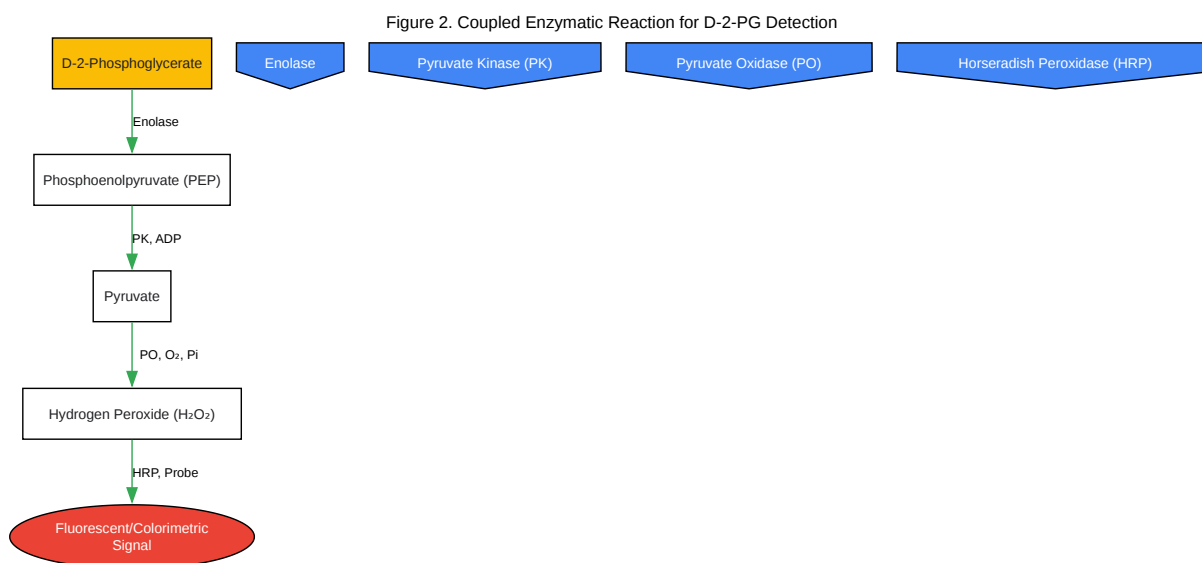 Figure 2. Coupled Enzymatic Reaction for D-2-PG Detection
D-2-Phosphoglycerate
Enolase
Pyruvate Kinase (PK)
Pyruvate Oxidase (PO)
Horseradish Peroxidase (HRP)
Enolase
Phosphoenolpyruvate (PEP)
PK, ADP
Pyruvate
PO, O₂, Pi
Hydrogen Peroxide (H₂O₂)
HRP, Probe
Fluorescent/Colorimetric
Signal